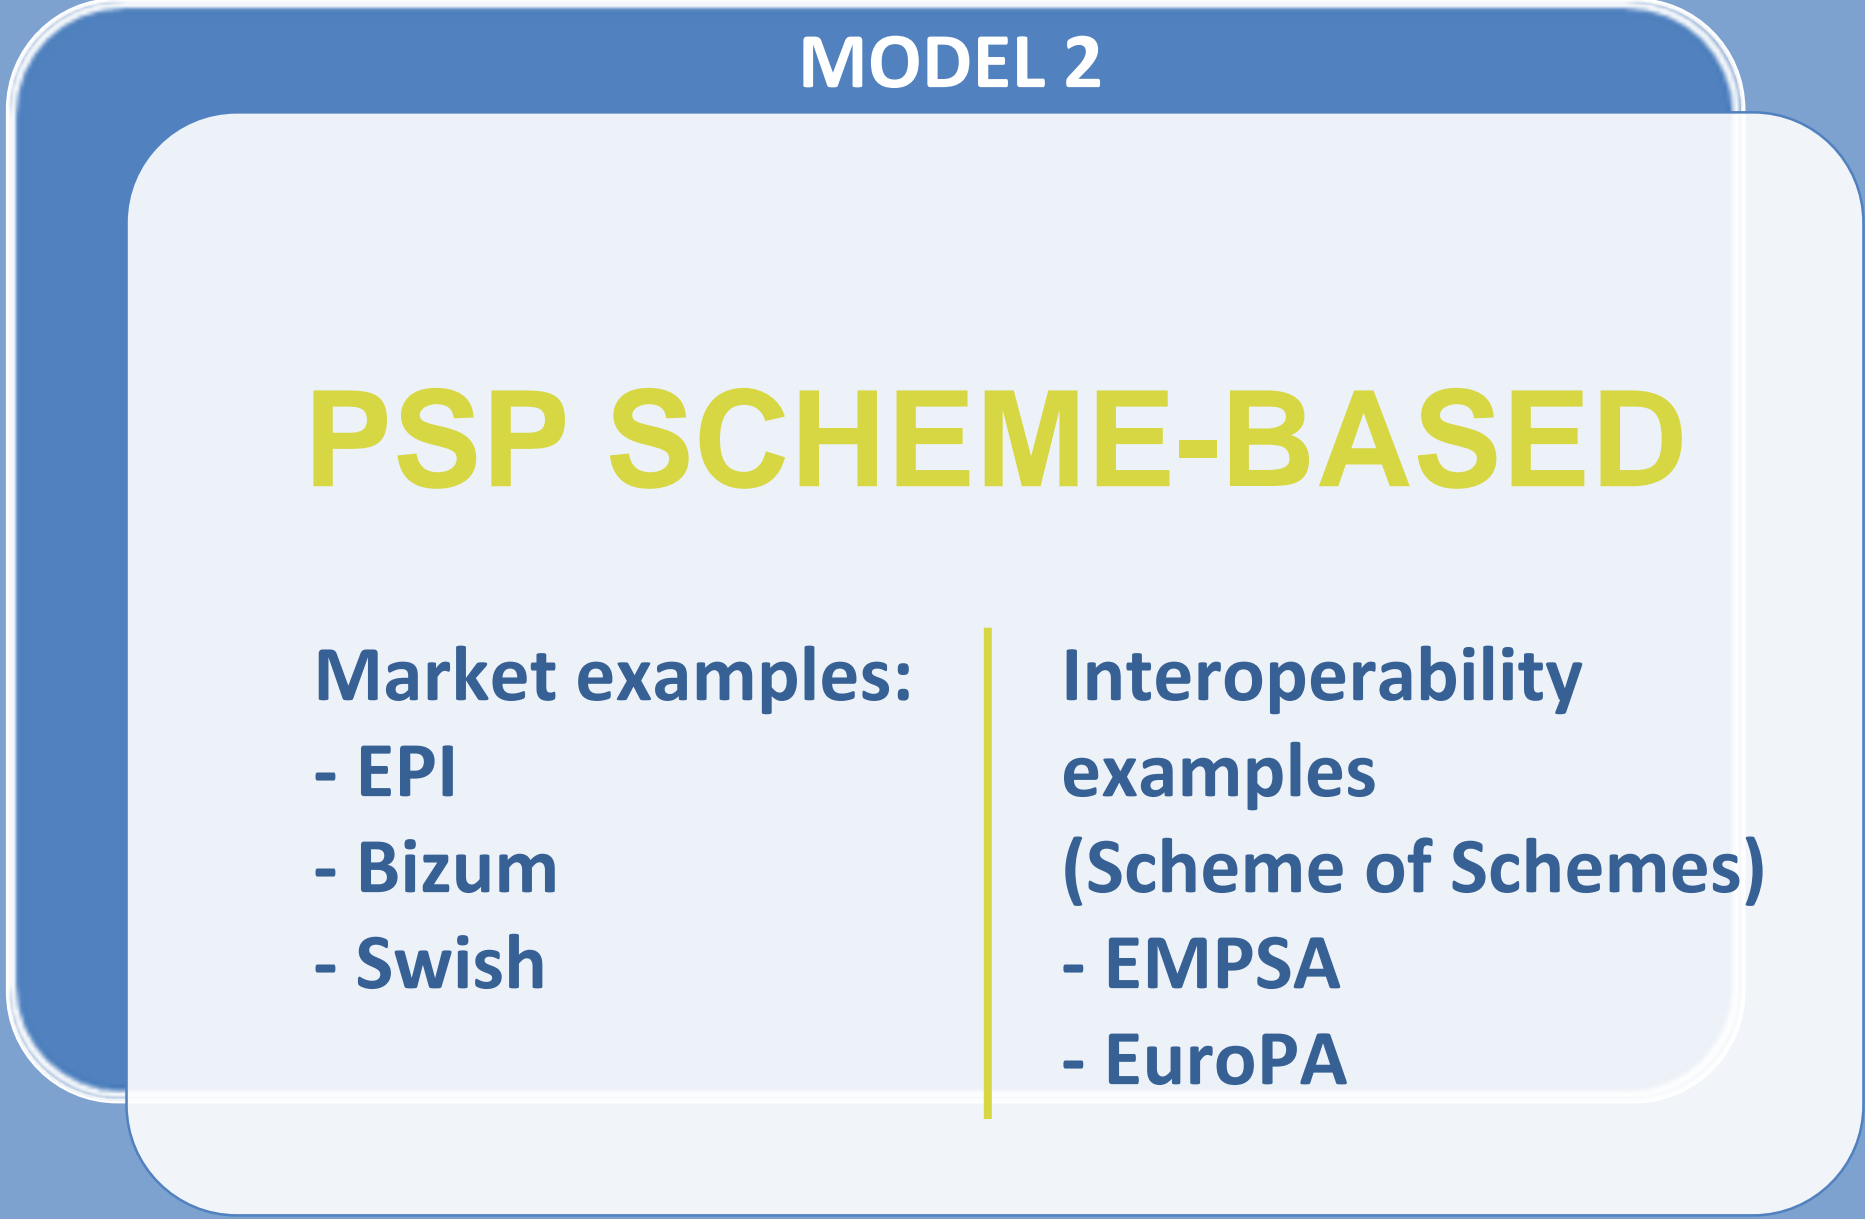 MODEL 2
PSP SCHEME-BASED
Market examples:
- EPI
- Bizum
- Swish
Interoperability
examples
(Scheme of Schemes)
- EMPSA
- EuroPA